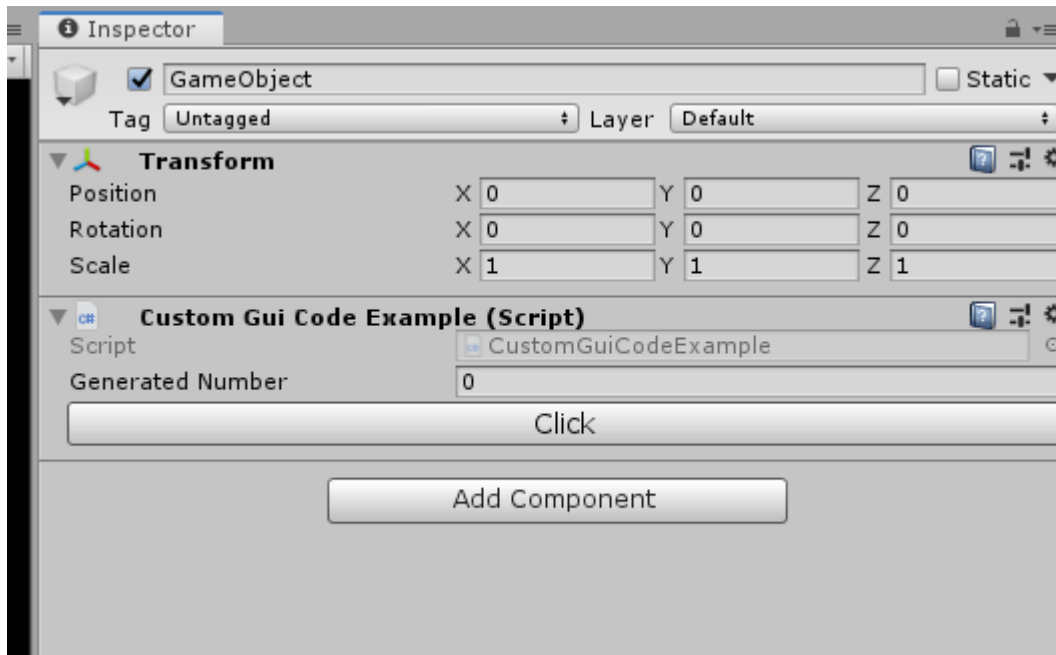 Inspector
GameObject Static
Tag Untagged Layer Default
Transform
Position X 0 Y 0 Z 0
Rotation X 0 Y 0 Z 0
Scale X 1 Y 1 Z 1
C# Custom Gui Code Example (Script)
Script CustomGuiCodeExample
Generated Number 0
Click
Add Component